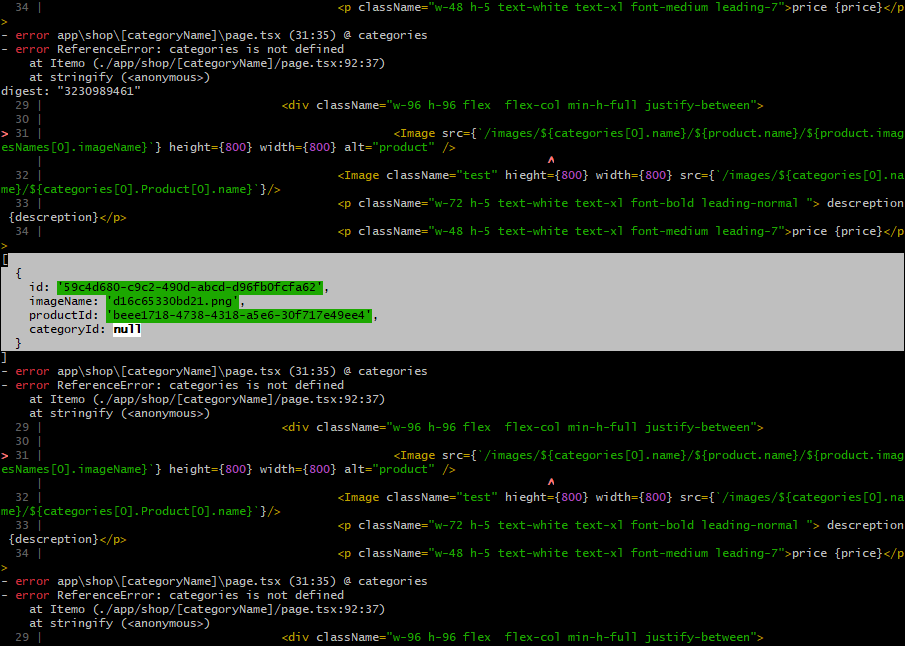 34 | <p className="w-48 h-5 text-white text-xl font-medium leading-7">price {price}</p
>
- error app\shop\[categoryName]\page.tsx (31:35) @ categories
- error ReferenceError: categories is not defined
at Itemo (./app/shop/[categoryName]/page.tsx:92:37)
at stringify (<anonymous>)
digest: "3230989461"
29 | <div className="w-96 h-96 flex  flex-col min-h-full justify-between">
30 |
> 31 | <Image src={`/images/${categories[0].name}/${product.name}/${product.imag
esNames[0].imageName}`} height={800} width={800} alt="product" />
| ^
32 | <Image className="test" hieght={800} width={800} src={`/images/${categories[0].na
me}/${categories[0].Product[0].name}`}/>
33 | <p className="w-72 h-5 text-white text-xl font-bold leading-normal "> descreption
{descreption}</p>
34 | <p className="w-48 h-5 text-white text-xl font-medium leading-7">price {price}</p
>
[
{
id: '59c4d680-c9c2-490d-abcd-d96fb0fcfa62',
imageName: 'd16c65330bd21.png',
productId: 'beee1718-4738-4318-a5e6-30f717e49ee4',
categoryId: null
}
]
- error app\shop\[categoryName]\page.tsx (31:35) @ categories
- error ReferenceError: categories is not defined
at Itemo (./app/shop/[categoryName]/page.tsx:92:37)
at stringify (<anonymous>)
29 | <div className="w-96 h-96 flex  flex-col min-h-full justify-between">
30 |
> 31 | <Image src={`/images/${categories[0].name}/${product.name}/${product.imag
esNames[0].imageName}`} height={800} width={800} alt="product" />
| ^
32 | <Image className="test" hieght={800} width={800} src={`/images/${categories[0].na
me}/${categories[0].Product[0].name}`}/>
33 | <p className="w-72 h-5 text-white text-xl font-bold leading-normal "> descreption
{descreption}</p>
34 | <p className="w-48 h-5 text-white text-xl font-medium leading-7">price {price}</p
>
- error app\shop\[categoryName]\page.tsx (31:35) @ categories
- error ReferenceError: categories is not defined
at Itemo (./app/shop/[categoryName]/page.tsx:92:37)
at stringify (<anonymous>)
29 | <div className="w-96 h-96 flex  flex-col min-h-full justify-between">